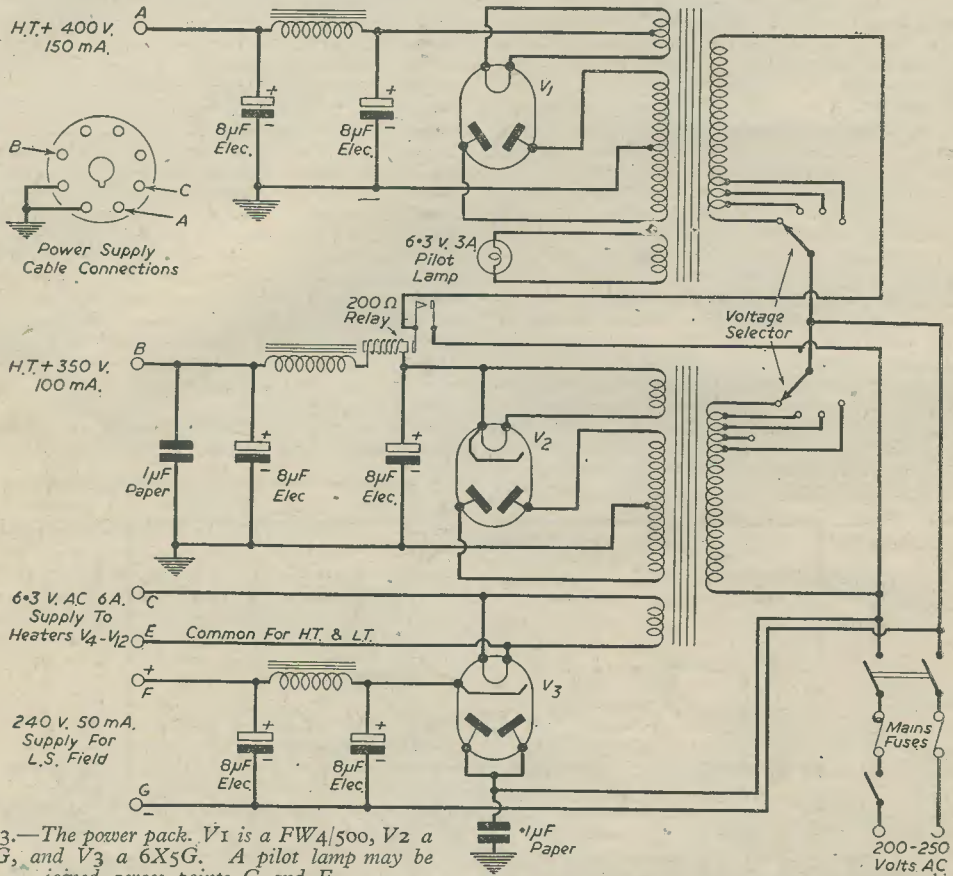 H.T.+ 400 V.
150 mA.
A
8µF
Elec.
8µF
Elec.
V1
B
C
A
Power Supply
Cable Connections
6·3 V. 3A
Pilot
Lamp
200 Ω
Relay
Voltage
Selector
H.T.+ 350 V.
100 mA.
B
1µF
Paper
8µF
Elec
8µF
Elec.
V2
6·3 V. AC 6A.
Supply To
Heaters V4-V12
C
E
Common For H.T. & L.T.
+
F
V3
240 V. 50 mA.
Supply For
L.S. Field
8µF
Elec.
8µF
Elec.
G
-
·1µF
Paper
Mains
Fuses
200-250
Volts AC
3.—The power pack. V1 is a FW4/500, V2 a
G, and V3 a 6X5G. A pilot lamp may be
joined across points C and E